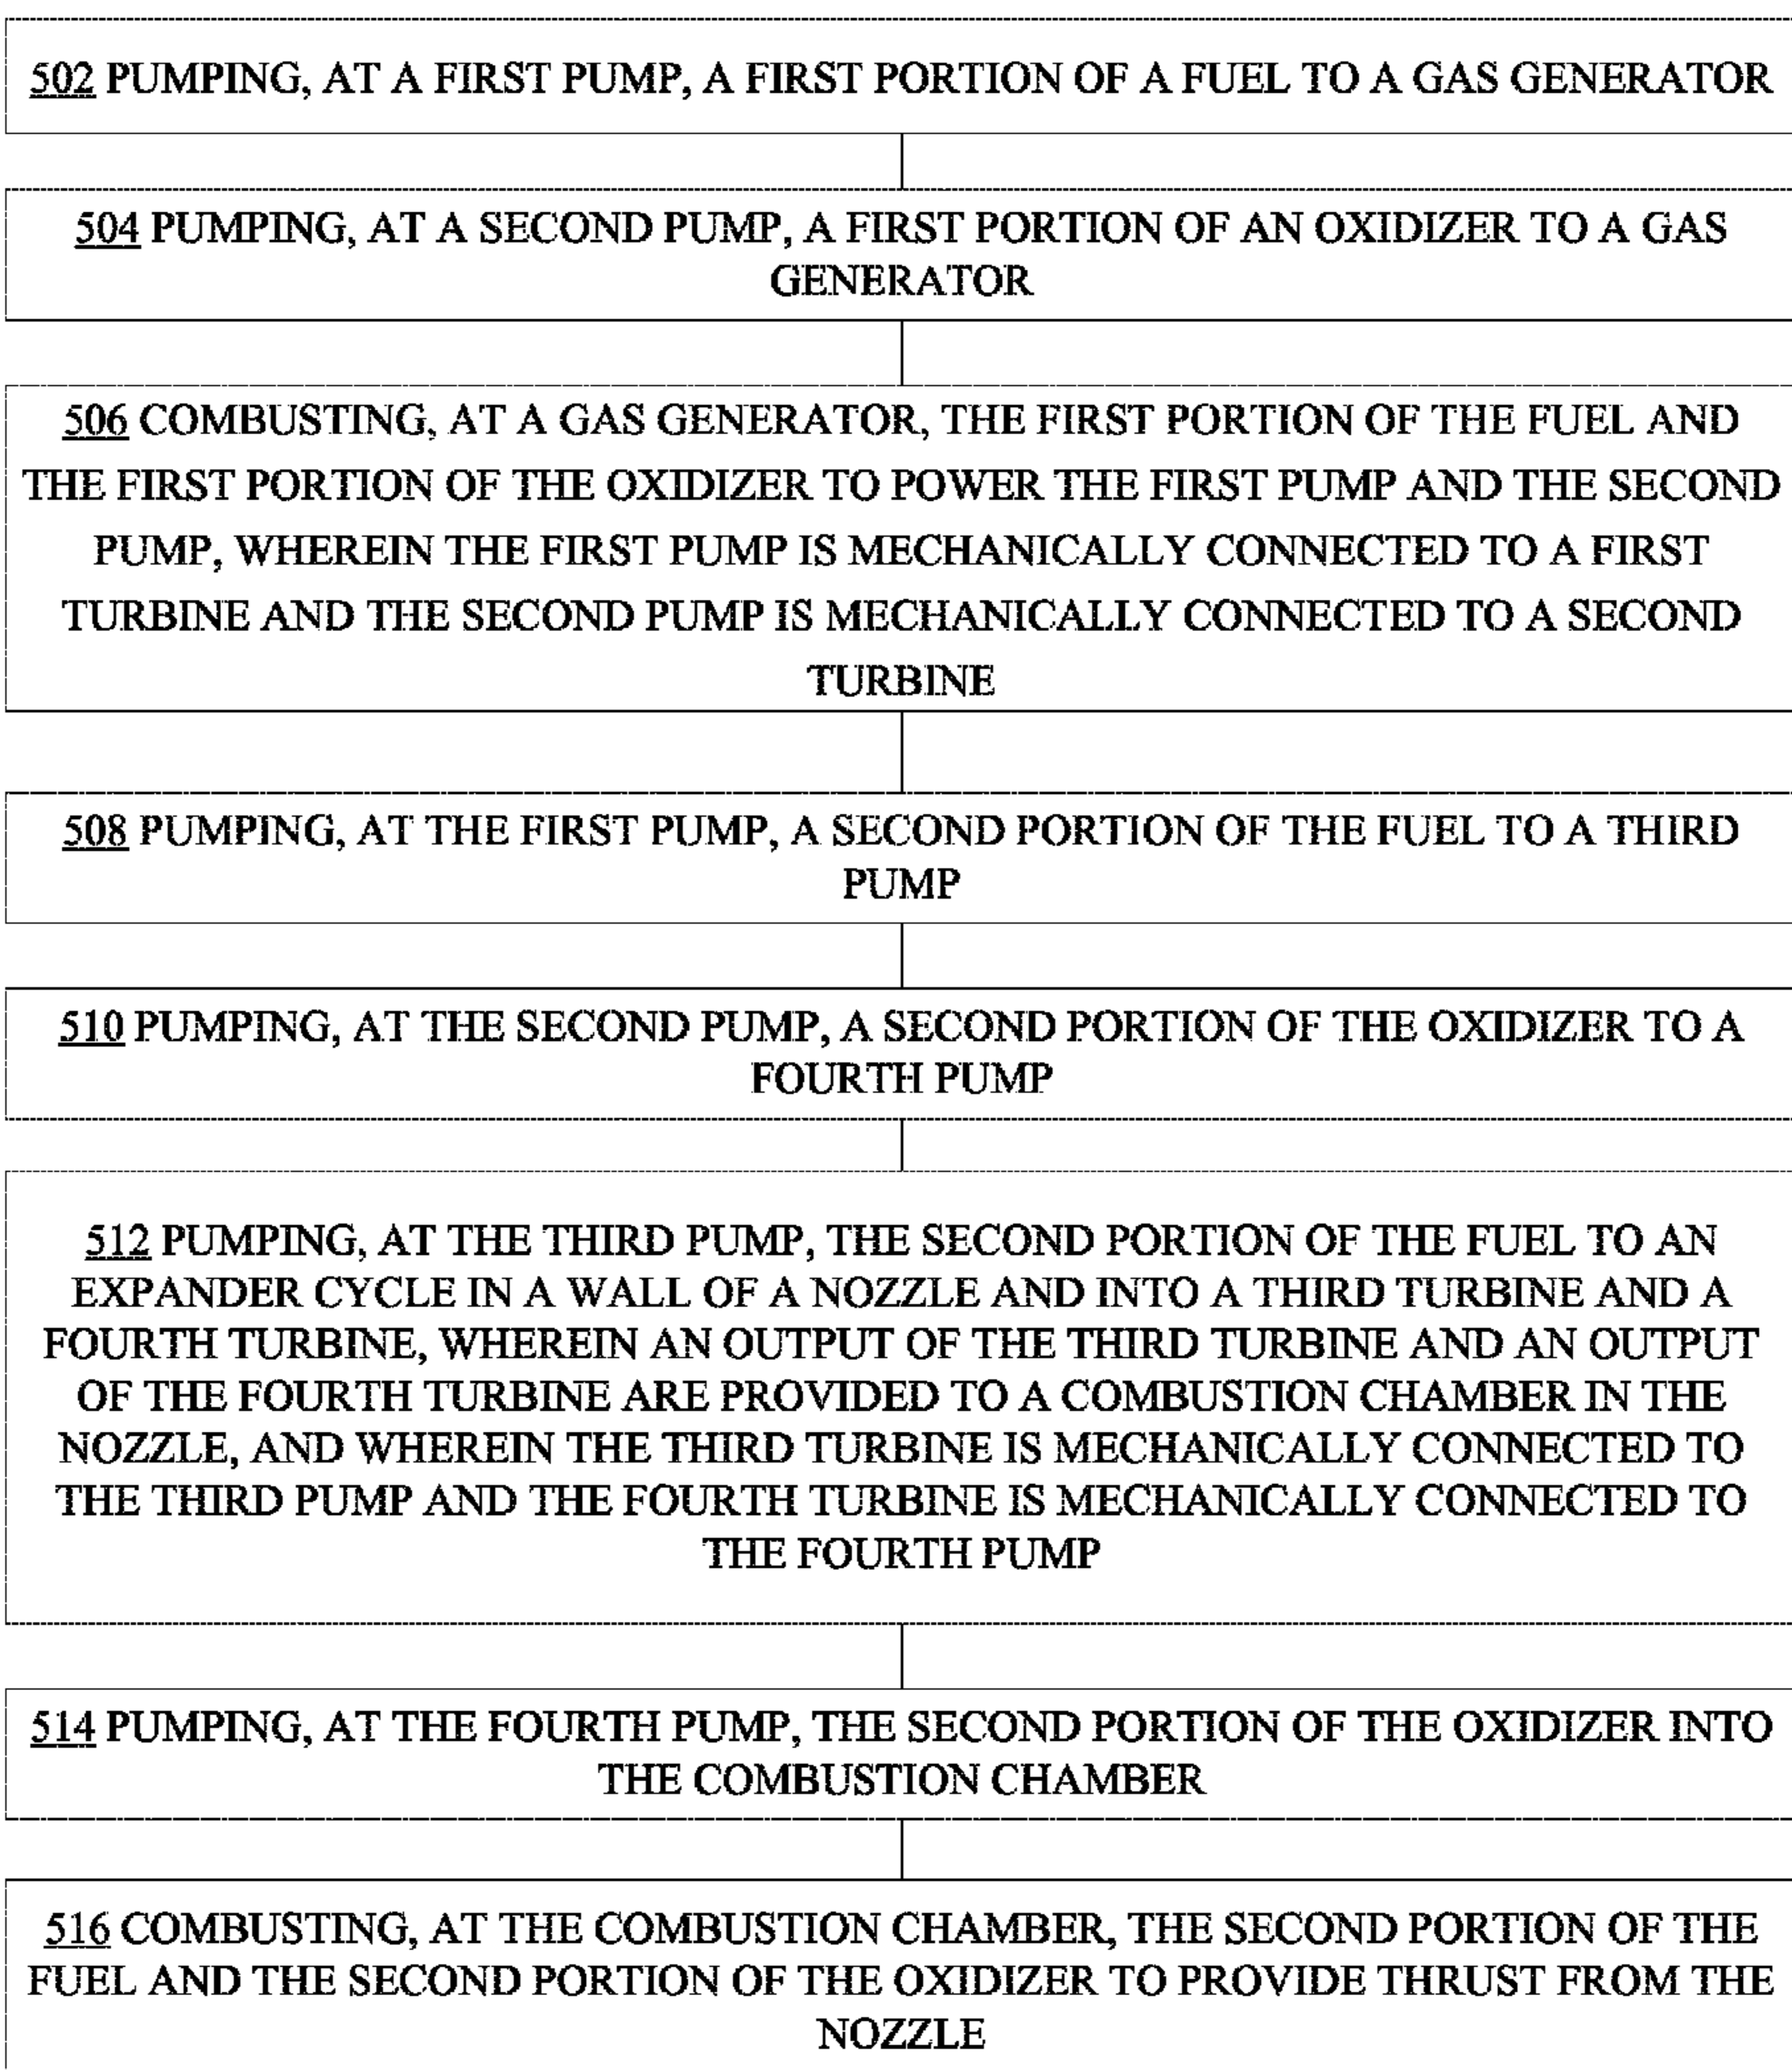 502 PUMPING, AT A FIRST PUMP, A FIRST PORTION OF A FUEL TO A GAS GENERATOR
504 PUMPING, AT A SECOND PUMP, A FIRST PORTION OF AN OXIDIZER TO A GAS
GENERATOR
506 COMBUSTING, AT A GAS GENERATOR, THE FIRST PORTION OF THE FUEL AND
THE FIRST PORTION OF THE OXIDIZER TO POWER THE FIRST PUMP AND THE SECOND
PUMP, WHEREIN THE FIRST PUMP IS MECHANICALLY CONNECTED TO A FIRST
TURBINE AND THE SECOND PUMP IS MECHANICALLY CONNECTED TO A SECOND
TURBINE
508 PUMPING, AT THE FIRST PUMP, A SECOND PORTION OF THE FUEL TO A THIRD
PUMP
510 PUMPING, AT THE SECOND PUMP, A SECOND PORTION OF THE OXIDIZER TO A
FOURTH PUMP
512 PUMPING, AT THE THIRD PUMP, THE SECOND PORTION OF THE FUEL TO AN
EXPANDER CYCLE IN A WALL OF A NOZZLE AND INTO A THIRD TURBINE AND A
FOURTH TURBINE, WHEREIN AN OUTPUT OF THE THIRD TURBINE AND AN OUTPUT
OF THE FOURTH TURBINE ARE PROVIDED TO A COMBUSTION CHAMBER IN THE
NOZZLE, AND WHEREIN THE THIRD TURBINE IS MECHANICALLY CONNECTED TO
THE THIRD PUMP AND THE FOURTH TURBINE IS MECHANICALLY CONNECTED TO
THE FOURTH PUMP
514 PUMPING, AT THE FOURTH PUMP, THE SECOND PORTION OF THE OXIDIZER INTO
THE COMBUSTION CHAMBER
516 COMBUSTING, AT THE COMBUSTION CHAMBER, THE SECOND PORTION OF THE
FUEL AND THE SECOND PORTION OF THE OXIDIZER TO PROVIDE THRUST FROM THE
NOZZLE